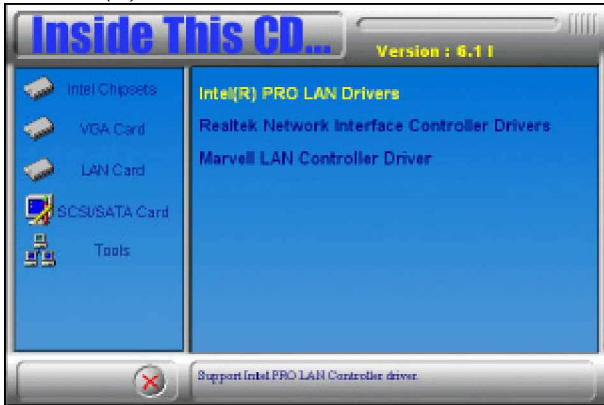 Inside This CD...
Version : 6.1 I
Intel Chipsets
VGA Card
LAN Card
SCSI/SATA Card
Tools
Intel(R) PRO LAN Drivers
Realtek Network Interface Controller Drivers
Marvell LAN Controller Driver
Support Intel PRO LAN Controller driver.